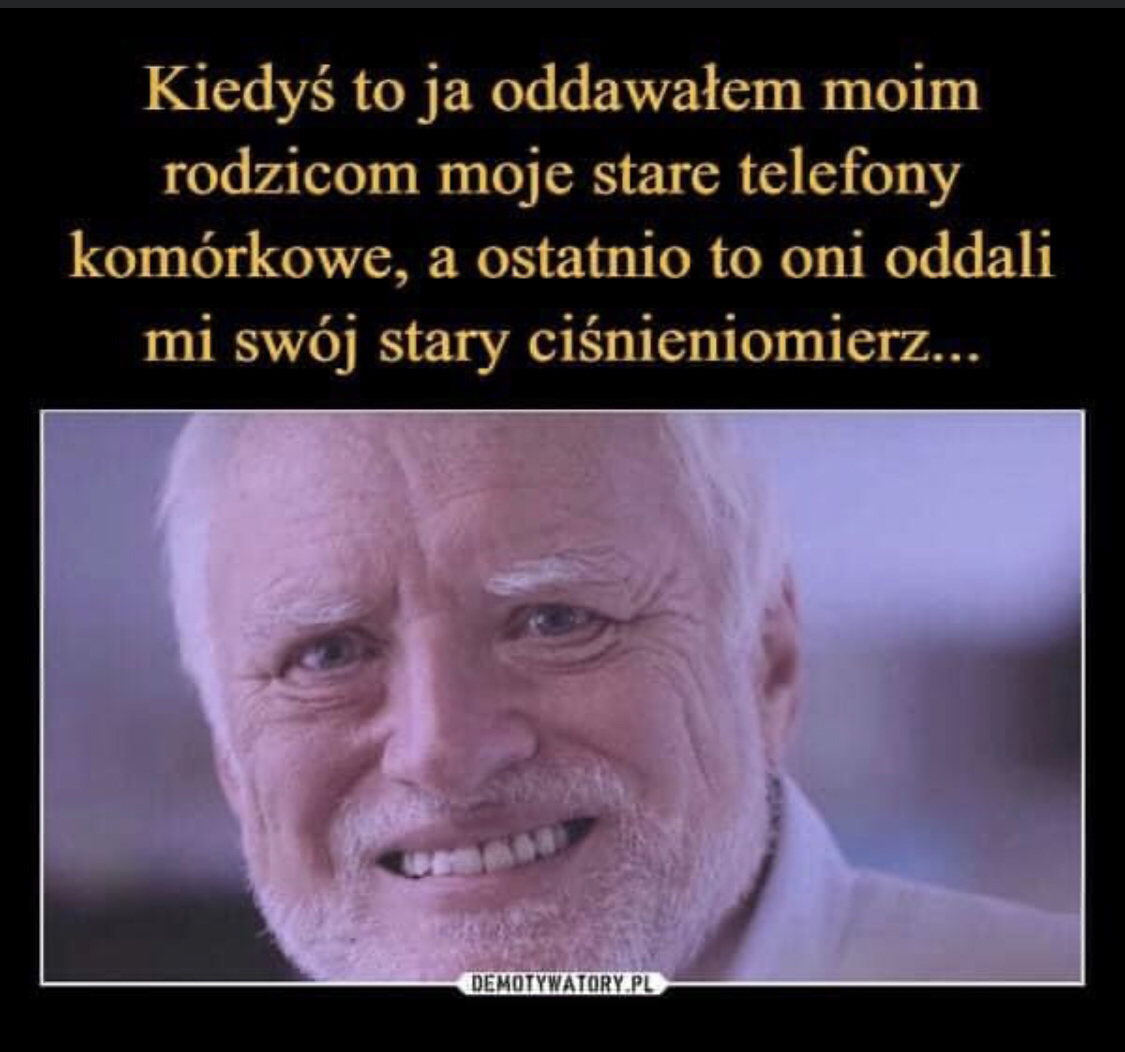 Kiedyś to ja oddawałem moim
rodzicom moje stare telefony
komórkowe, a ostatnio to oni oddali
mi swój stary ciśnieniomierz...
DEMOTYWATORY.PL